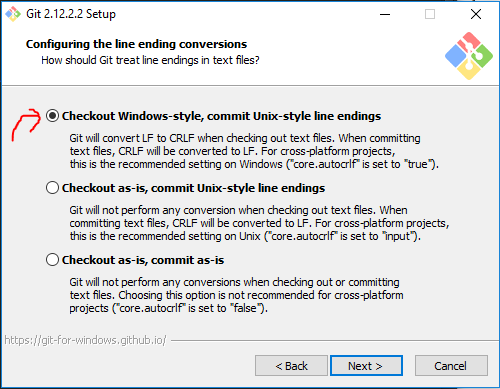 Git 2.12.2.2 Setup
Configuring the line ending conversions
How should Git treat line endings in text files?
Checkout Windows-style, commit Unix-style line endings
Git will convert LF to CRLF when checking out text files. When committing
text files, CRLF will be converted to LF. For cross-platform projects,
this is the recommended setting on Windows ("core.autocrlf" is set to "true").
Checkout as-is, commit Unix-style line endings
Git will not perform any conversion when checking out text files. When
committing text files, CRLF will be converted to LF. For cross-platform projects,
this is the recommended setting on Unix ("core.autocrlf" is set to "input").
Checkout as-is, commit as-is
Git will not perform any conversions when checking out or committing
text files. Choosing this option is not recommended for cross-platform
projects ("core.autocrlf" is set to "false").
https://git-for-windows.github.io/
< Back
Next >
Cancel